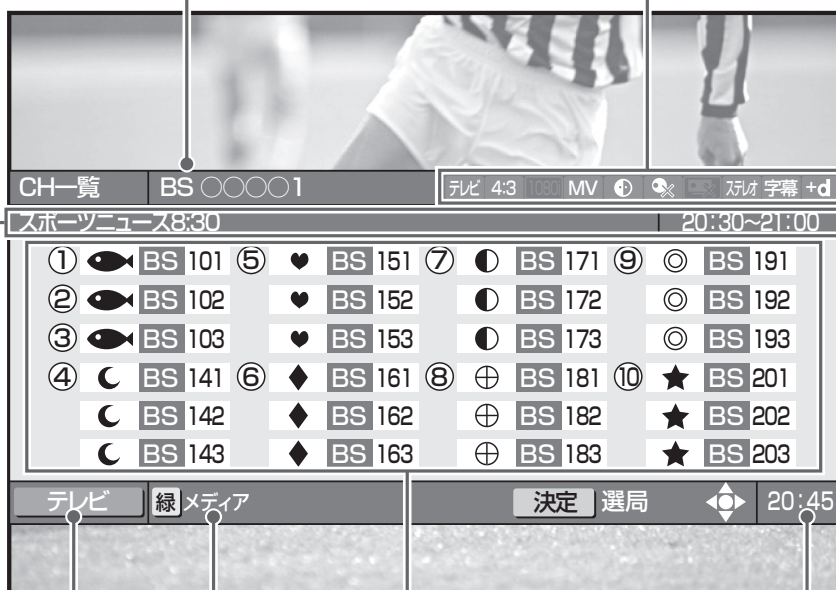 CH一覧 BS ○○○○1 テレビ 4:3 1080i MV ステレオ 字幕 +d
スポーツニュース8:30 20:30~21:00
① BS 101 ⑤ BS 151 ⑦ BS 171 ⑨ BS 191
② BS 102 BS 152 BS 172 BS 192
③ BS 103 BS 153 BS 173 BS 193
④ BS 141 ⑥ BS 161 ⑧ BS 181 ⑩ BS 201
BS 142 BS 162 BS 182 BS 202
BS 143 BS 163 BS 183 BS 203
テレビ 緑 メディア 決定 選局 20:45